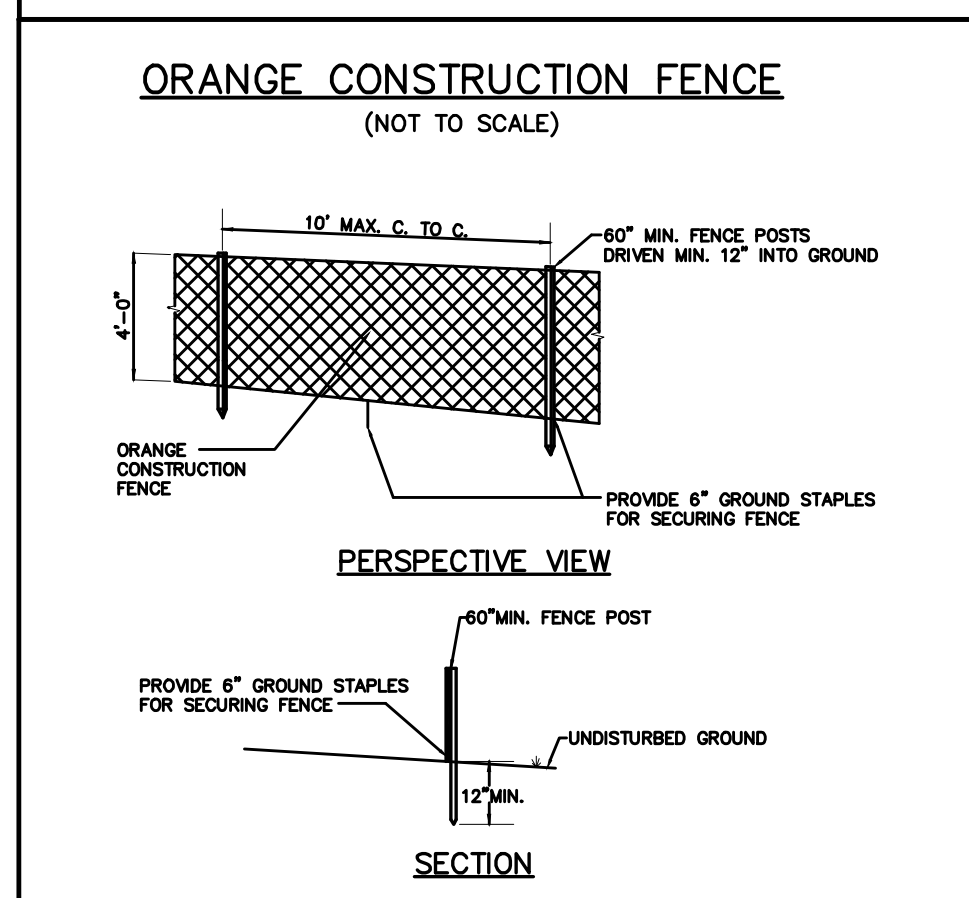 ORANGE CONSTRUCTION FENCE
(NOT TO SCALE)
10' MAX. C. TO C.
60" MIN. FENCE POSTS
DRIVEN MIN. 12" INTO GROUND
4'-0"
ORANGE
CONSTRUCTION
FENCE
PROVIDE 6" GROUND STAPLES
FOR SECURING FENCE
PERSPECTIVE VIEW
60"MIN. FENCE POST
PROVIDE 6" GROUND STAPLES
FOR SECURING FENCE
UNDISTURBED GROUND
12"MIN.
SECTION